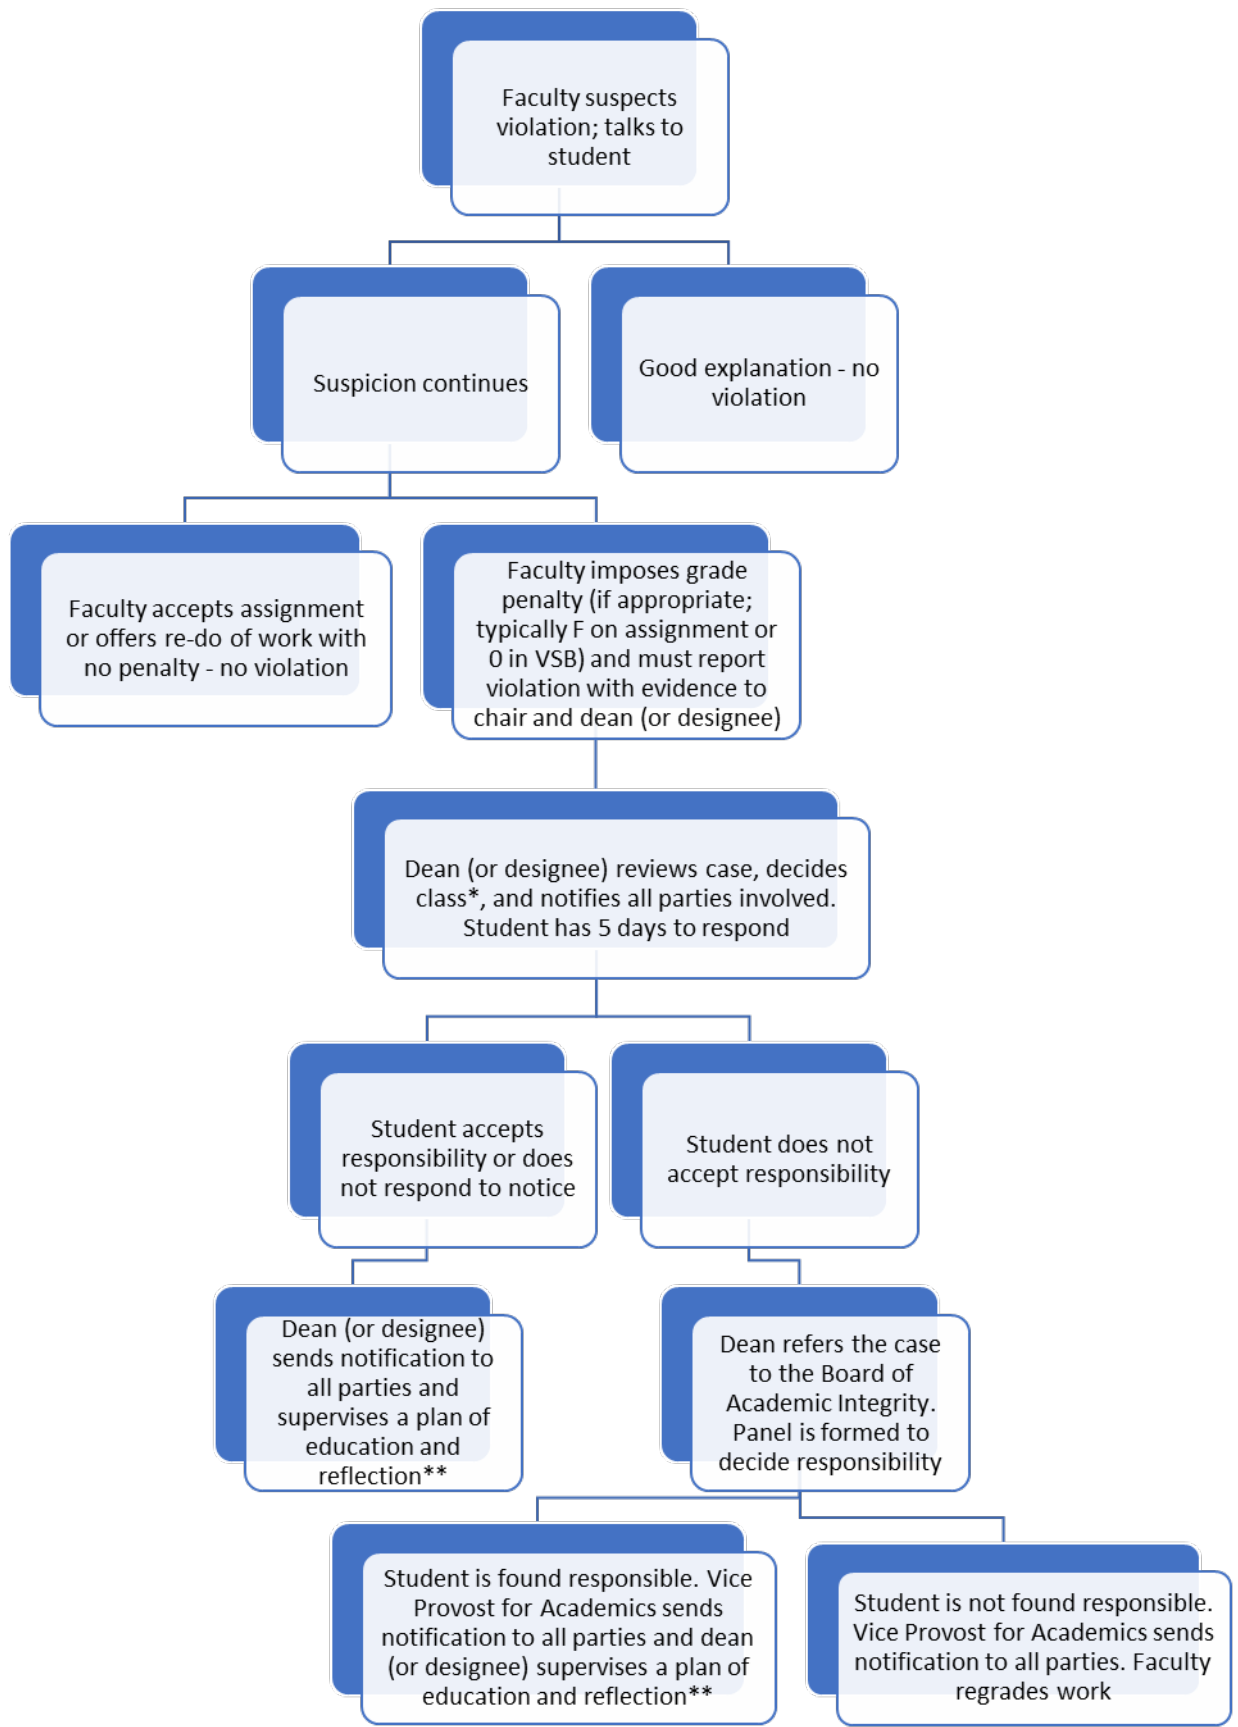 Faculty suspects
violation; talks to
student
Suspicion continues
Good explanation - no
violation
Faculty accepts assignment
or offers re-do of work with
no penalty - no violation
Faculty imposes grade
penalty (if appropriate;
typically F on assignment or
0 in VSB) and must report
violation with evidence to
chair and dean (or designee)
Dean (or designee) reviews case, decides
class*, and notifies all parties involved.
Student has 5 days to respond
Student accepts
responsibility or does
not respond to notice
Student does not
accept responsibility
Dean (or designee)
sends notification to
all parties and
supervises a plan of
education and
reflection**
Dean refers the case
to the Board of
Academic Integrity.
Panel is formed to
decide responsibility
Student is found responsible. Vice
Provost for Academics sends
notification to all parties and dean
(or designee) supervises a plan of
education and reflection**
Student is not found responsible.
Vice Provost for Academics sends
notification to all parties. Faculty
regrades work